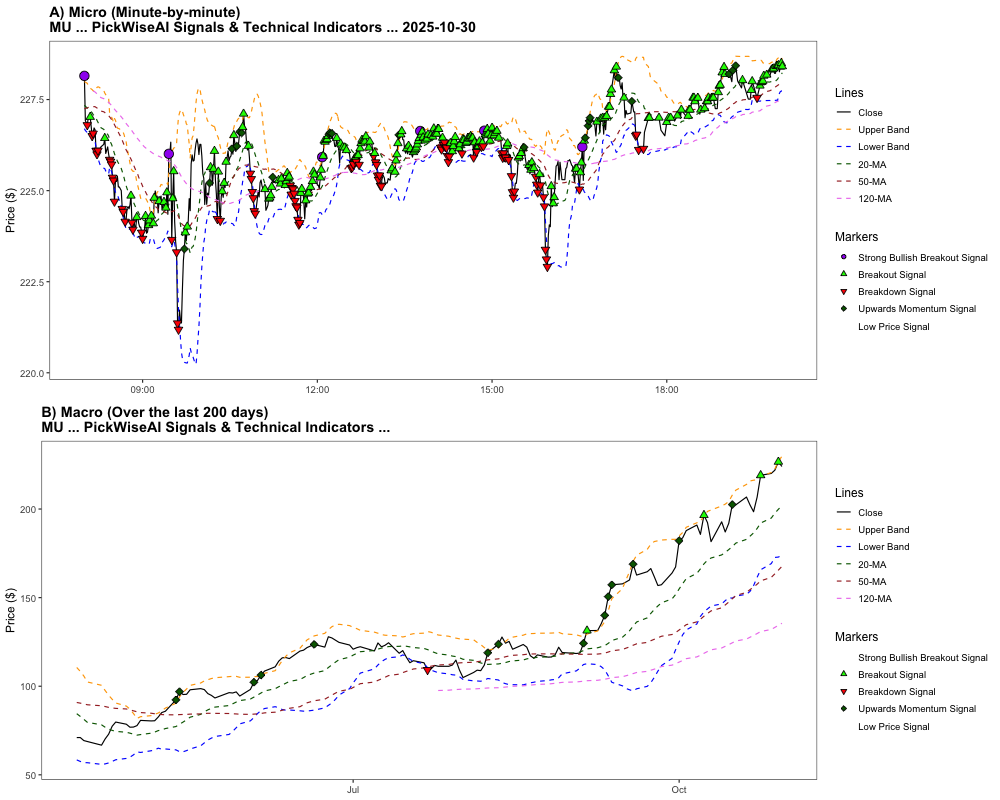 A) Micro (Minute-by-minute)
MU ... PickWiseAI Signals & Technical Indicators ... 2025-10-30
Price ($)
227.5
225.0
222.5
220.0
09:00
12:00
15:00
18:00
Lines
Close
Upper Band
Lower Band
20-MA
50-MA
120-MA
Markers
Strong Bullish Breakout Signal
Breakout Signal
Breakdown Signal
Upwards Momentum Signal
Low Price Signal
B) Macro (Over the last 200 days)
MU ... PickWiseAI Signals & Technical Indicators ...
Price ($)
200
150
100
50
Jul
Oct
Lines
Close
Upper Band
Lower Band
20-MA
50-MA
120-MA
Markers
Strong Bullish Breakout Signal
Breakout Signal
Breakdown Signal
Upwards Momentum Signal
Low Price Signal